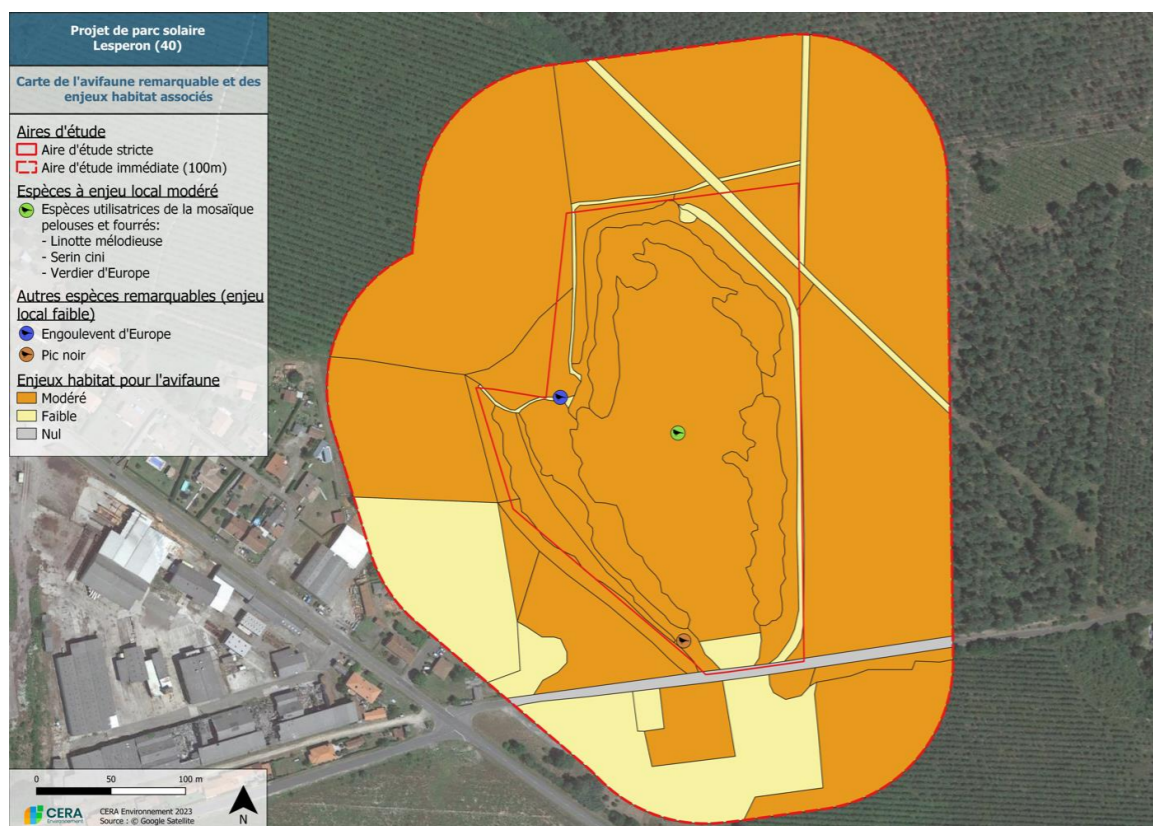 Projet de parc solaire
Lesperon (40)
Carte de l'avifaune remarquable et des
enjeux habitat associés
Aires d'étude
Aire d'étude stricte
Aire d'étude immédiate (100m)
Espèces à enjeu local modéré
Espèces utilisatrices de la mosaïque
pelouses et fourrés:
- Linotte mélodieuse
- Serin cini
- Verdier d'Europe
Autres espèces remarquables (enjeu
local faible)
Engoulevent d'Europe
Pic noir
Enjeux habitat pour l'avifaune
Modéré
Faible
Nul
0 50 100 m
CERA
Environnement
CERA Environnement 2023
Source : © Google Satellite
N